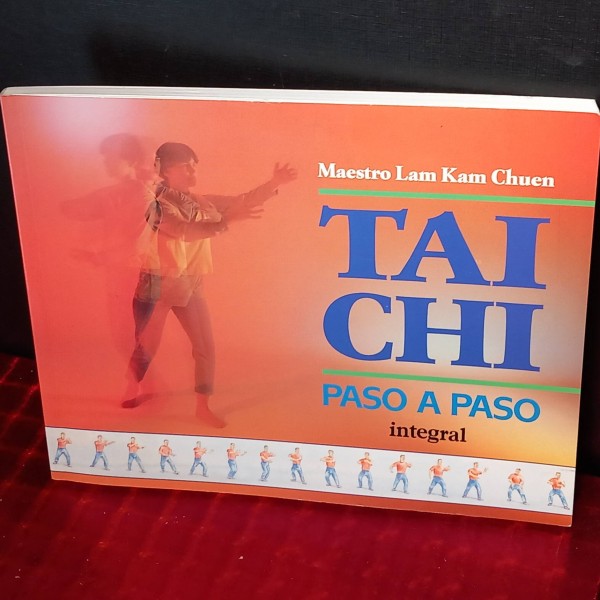 Maestro Lam Kam Chuen
TAI
CHI
PASO A PASO
integral